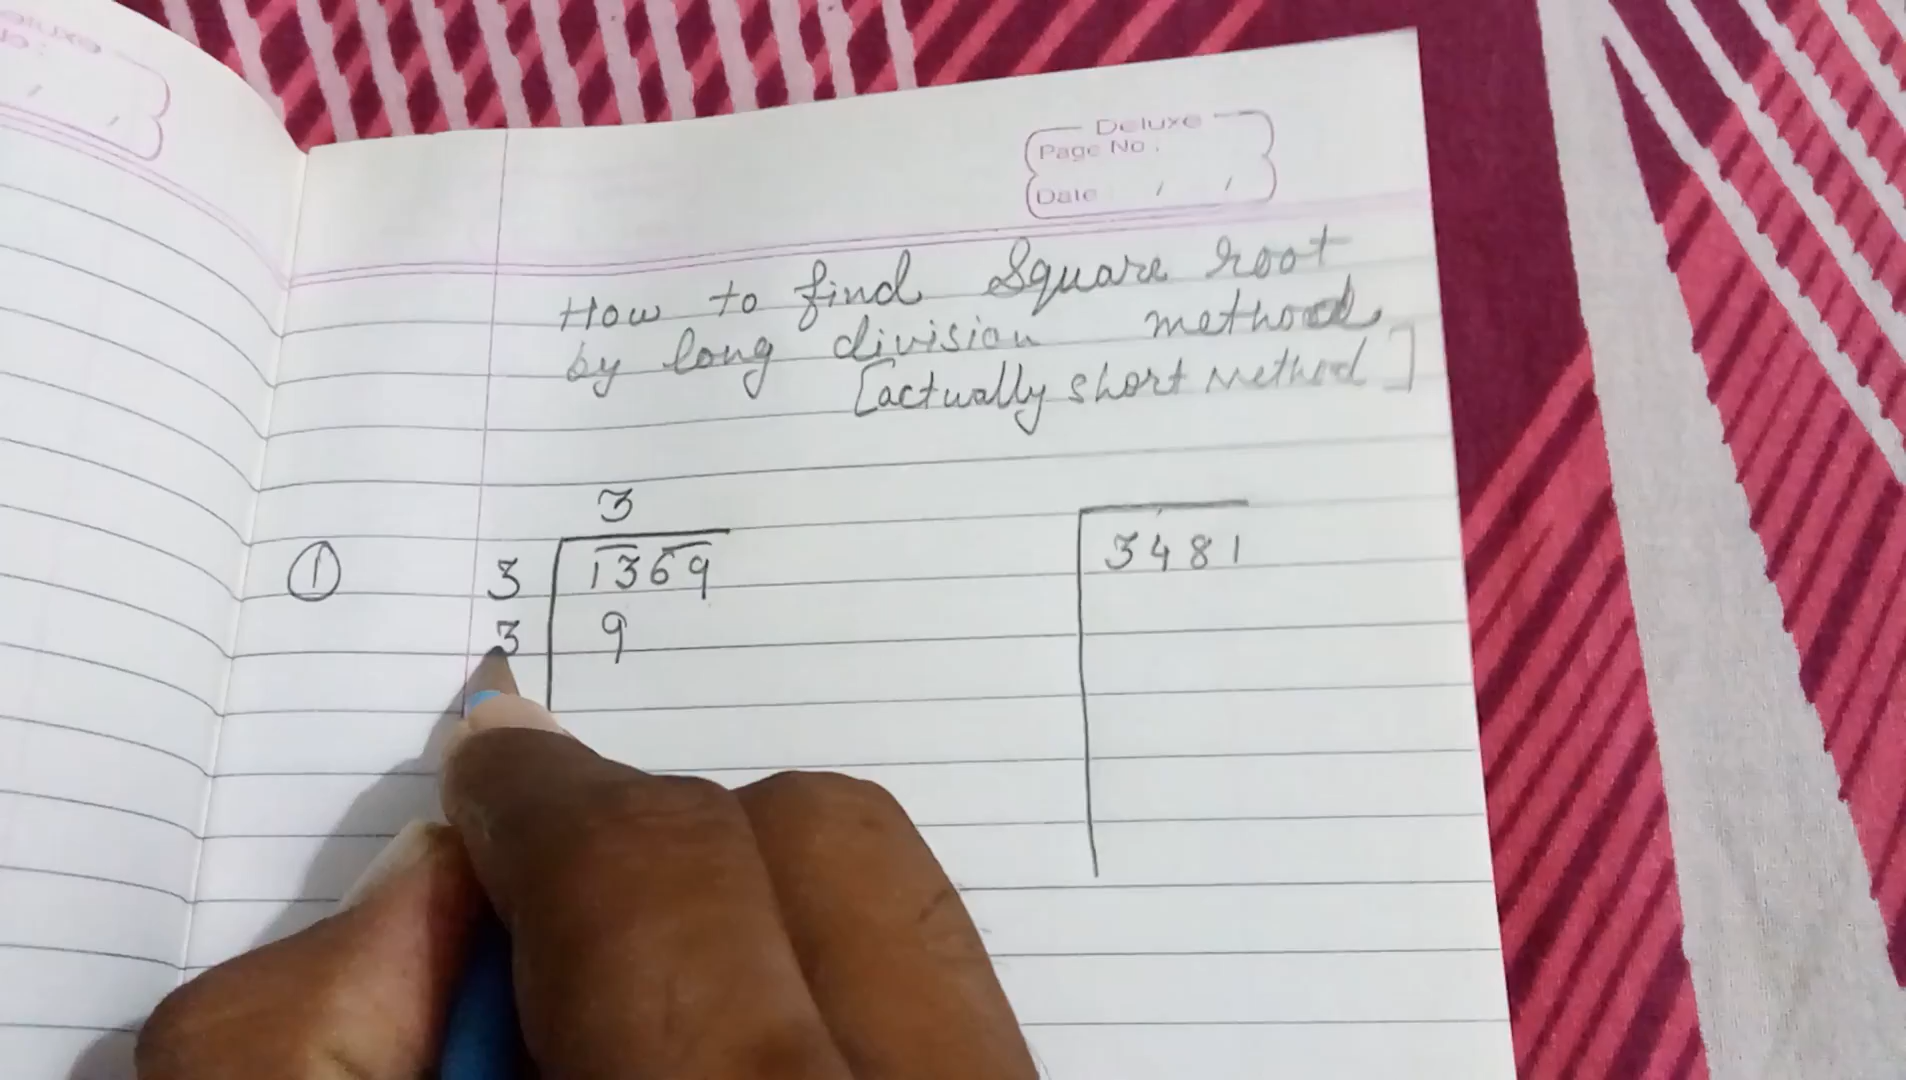 Deluxe
Page No.
Date / /
How to find Square root
by long division method
[actually short Method]
3
① 3 1369 3481
3 9